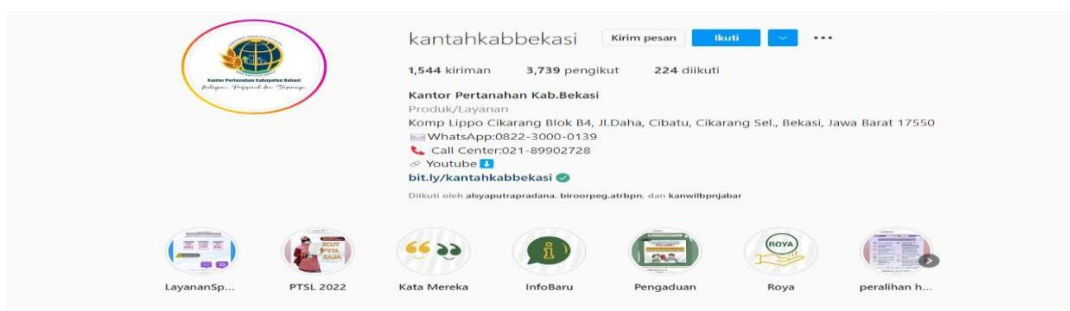 kantahkabbekasi Kirim pesan Ikuti
1,544 kiriman 3,739 pengikut 224 diikuti
Kantor Pertanahan Kab.Bekasi
Produk/Layanan
Komp Lippo Cikarang Blok B4, Jl.Daha, Cibatu, Cikarang Sel., Bekasi, Jawa Barat 17550
WhatsApp:0822-3000-0139
Call Center:021-89902728
Youtube
bit.ly/kantahkabbekasi
Diikuti oleh alsyaputrapradana, biroorpeg.atrbpn, dan kanwilbpnjabar
Kantor Pertanahan Kabupaten Bekasi
IKUT
PTSL
SAJA
ROYA
LayananSp... PTSL 2022 Kata Mereka InfoBaru Pengaduan Roya peralihan h...